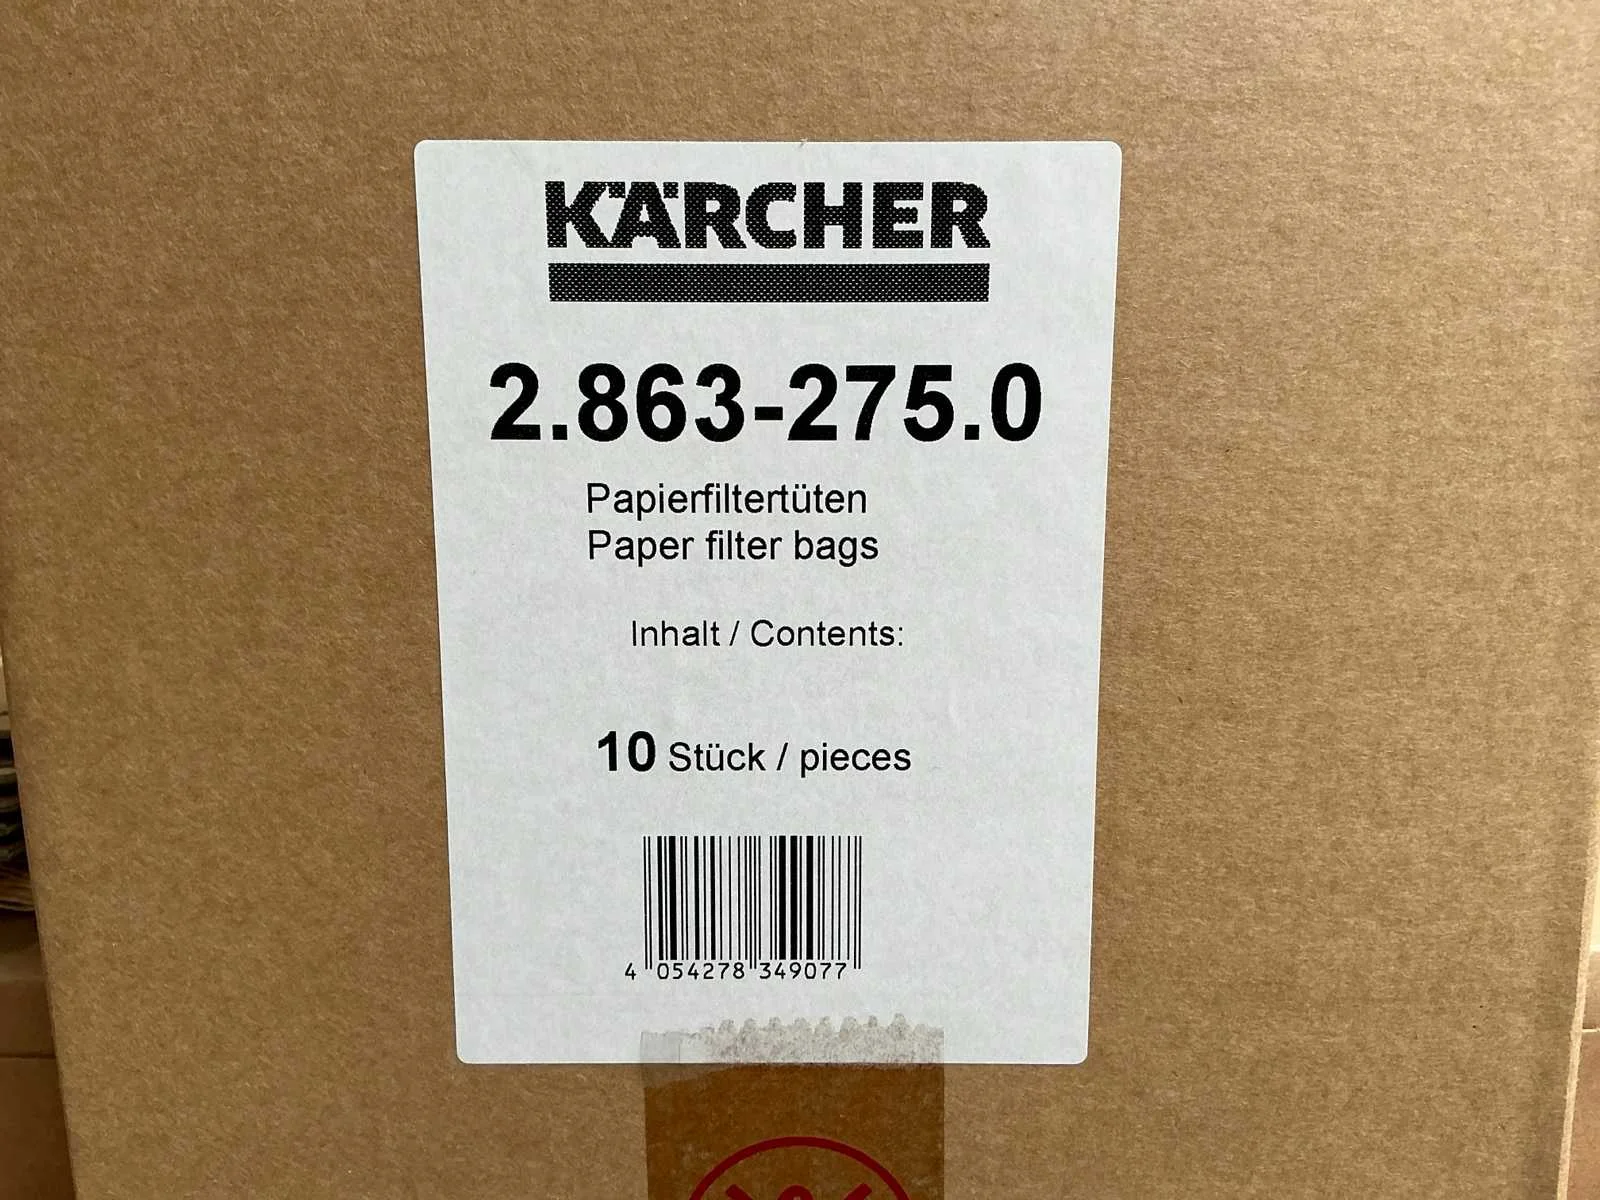 KÄRCHER
2.863-275.0
Papierfiltertüten
Paper filter bags
Inhalt / Contents:
10 Stück / pieces
4 054278 349077